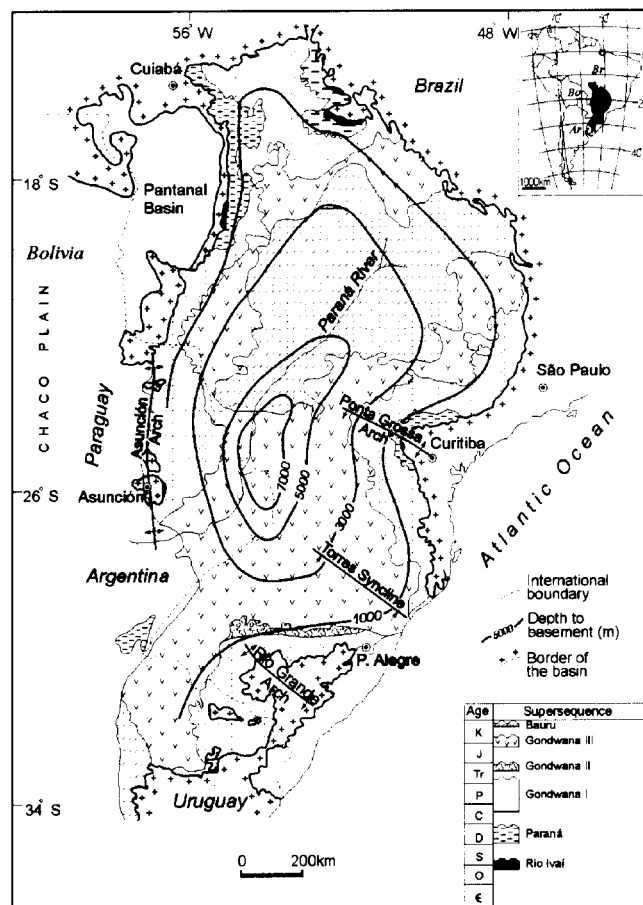 56° W
48° W
Cuiabá
Brazil
Br
Bo
Ar
1000km
18° S
Pantanal
Basin
Bolivia
CHACO PLAIN
Paraná River
Paraguay
Asunción
Arch
São Paulo
Ponta Grossa
Arch
Curitiba
7000
5000
3000
26° S
Asunción
Atlantic Ocean
Argentina
Torres Syncline
1000
International
boundary
5000
Depth to
basement (m)
Border of
the basin
P. Alegre
Rio Grande
Arch
Uruguay
34° S
0 200km
Age Supersequence
K Bauru
Gondwana III
J
Tr Gondwana II
P Gondwana I
C
D Paraná
S
O Rio Ivaí
Є